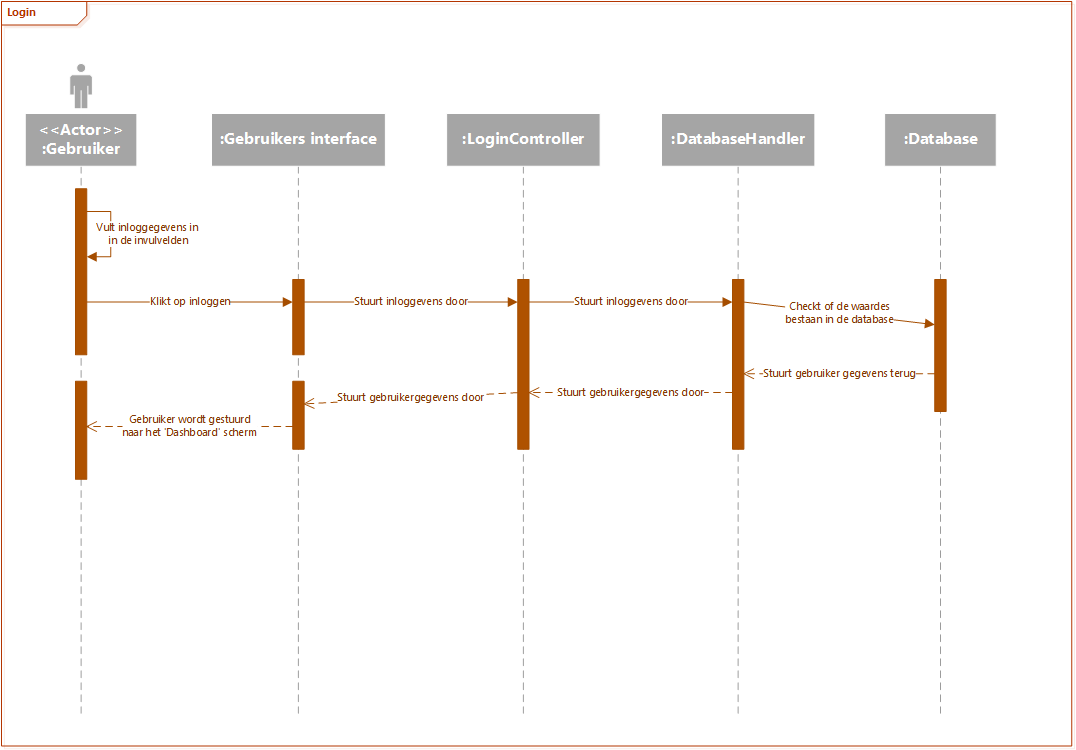 Login
<<Actor>>
:Gebruiker
:Gebruikers interface
:LoginController
:DatabaseHandler
:Database
Vult inloggegevens in
in de invulvelden
Klikt op inloggen
Stuurt inloggevens door
Stuurt inloggevens door
Checkt of de waardes
bestaan in de database
Stuurt gebruiker gegevens terug
Stuurt gebruikergegevens door
Stuurt gebruikergegevens door
Gebruiker wordt gestuurd
naar het 'Dashboard' scherm